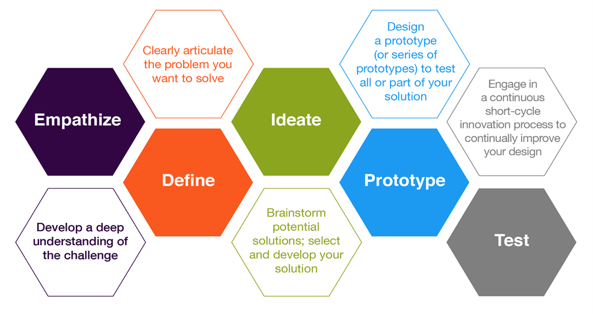 Empathize
Develop a deep
understanding of
the challenge
Clearly articulate
the problem you
want to solve
Define
Ideate
Brainstorm
potential
solutions; select
and develop your
solution
Design
a prototype
(or series of
prototypes) to test
all or part of your
solution
Prototype
Engage in
a continuous
short-cycle
innovation process to
continually improve
your design
Test